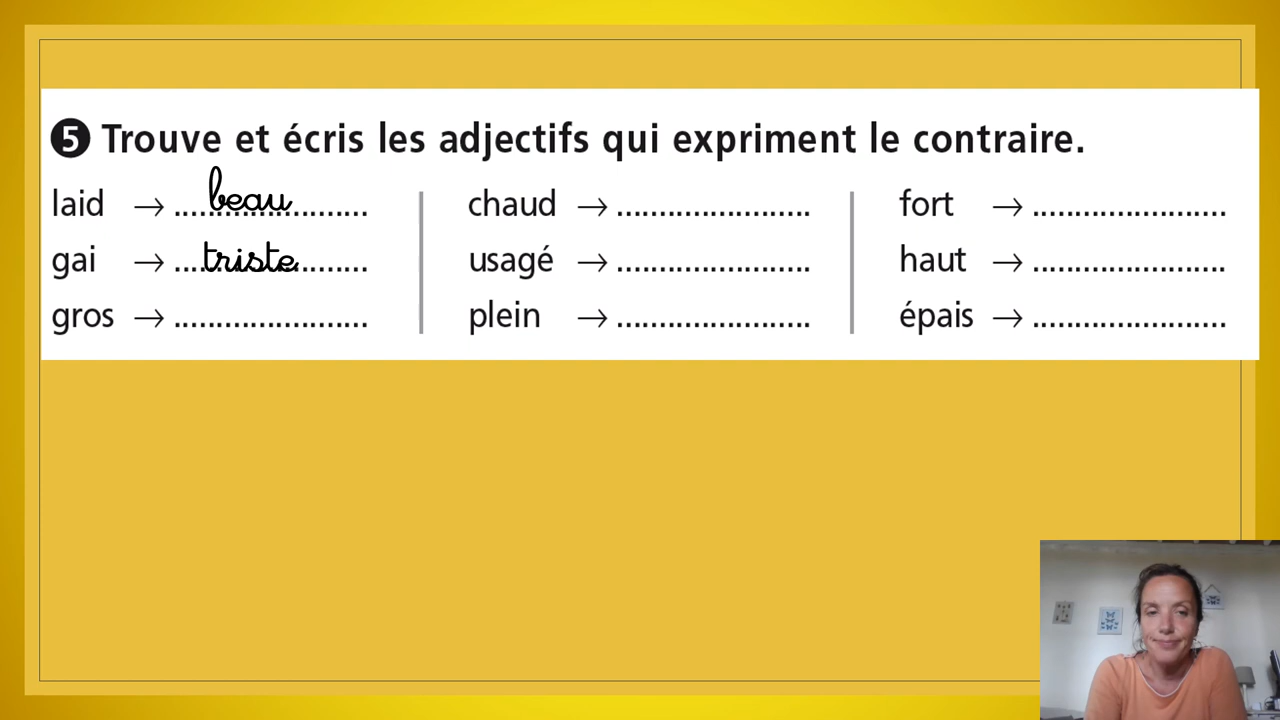 5 Trouve et écris les adjectifs qui expriment le contraire.
laid → beau chaud → ...................... fort → ......................
gai → triste usagé → ...................... haut → ......................
gros → ...................... plein → ...................... épais → ......................